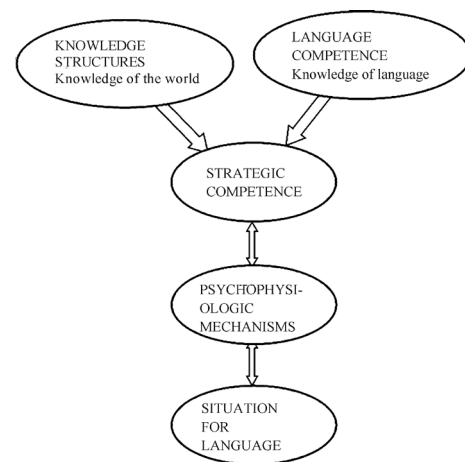 KNOWLEDGE
STRUCTURES
Knowledge of the world
LANGUAGE
COMPETENCE
Knowledge of language
STRATEGIC
COMPETENCE
PSYCHOPHYSI-
OLOGIC
MECHANISMS
SITUATION
FOR
LANGUAGE